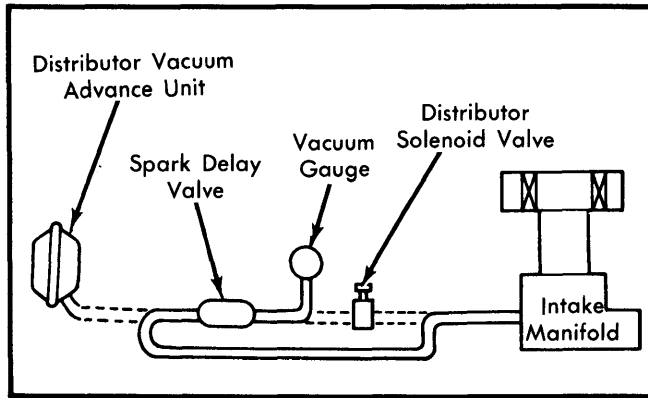 Distributor Vacuum
Advance Unit
Spark Delay
Valve
Vacuum
Gauge
Distributor
Solenoid Valve
Intake
Manifold